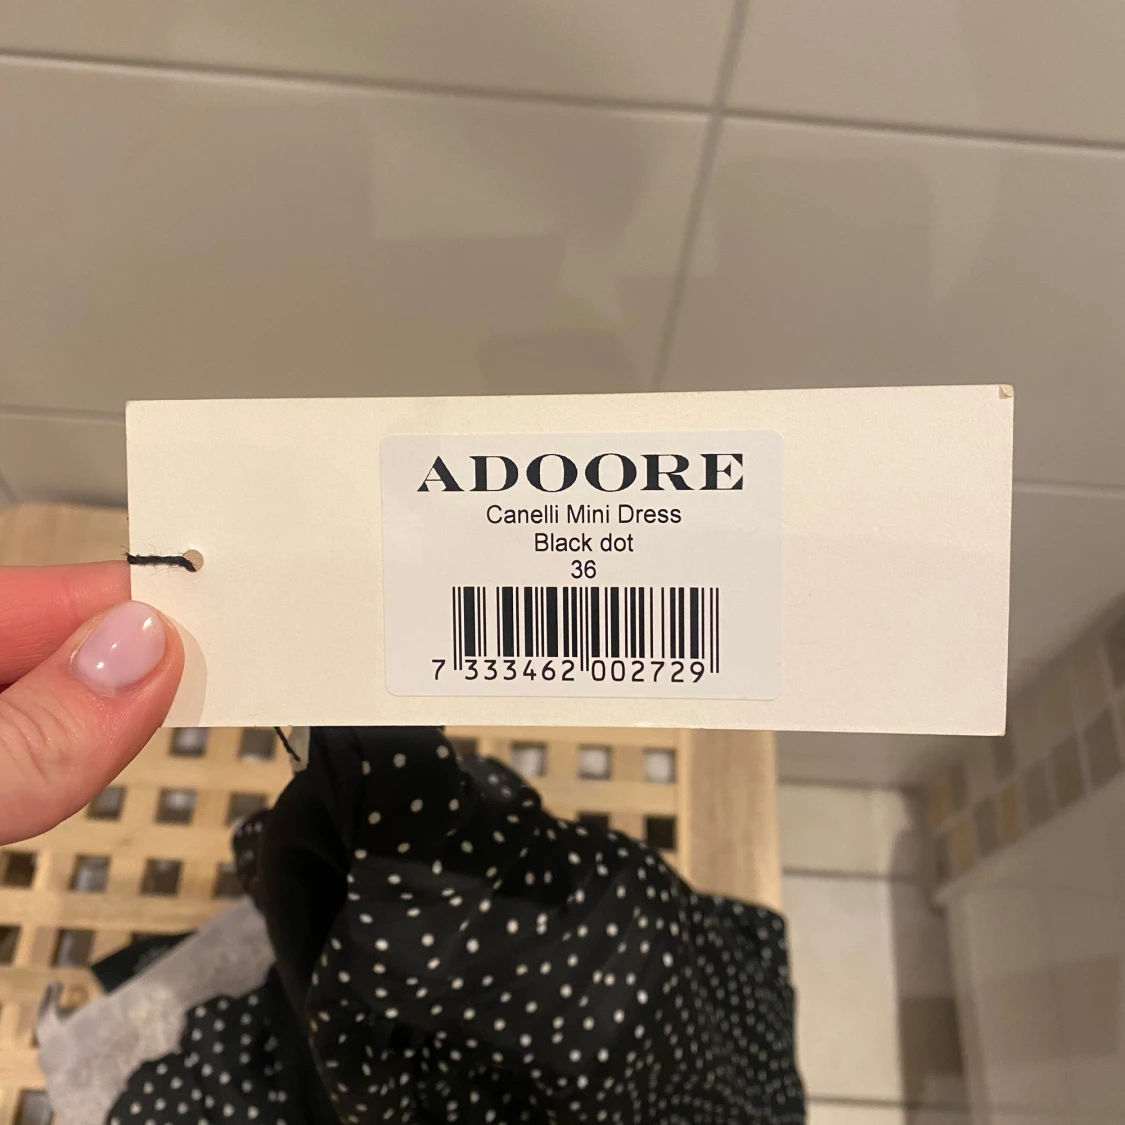 ADOORE
Canelli Mini Dress
Black dot
36
7 333462 002729